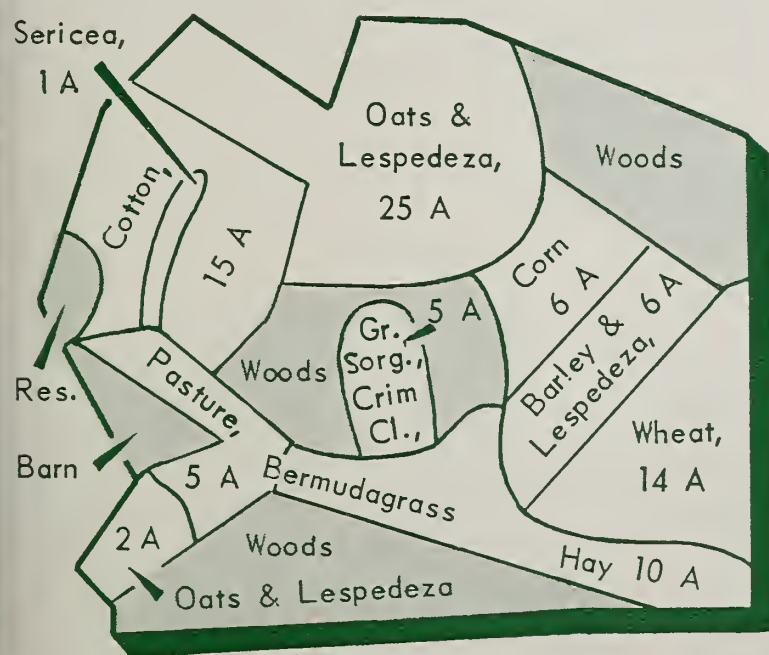 Sericea,
1 A
Oats &
Lespedeza,
25 A
Woods
Cotton,
15 A
Corn
6 A
Barley &
Lespedeza, 6 A
5 A
Gr.
Sorg.,
Crim
Cl.,
Woods
Pasture,
5 A
Res.
Barn
Wheat,
14 A
Bermudagrass
Hay 10 A
2 A
Woods
Oats & Lespedeza